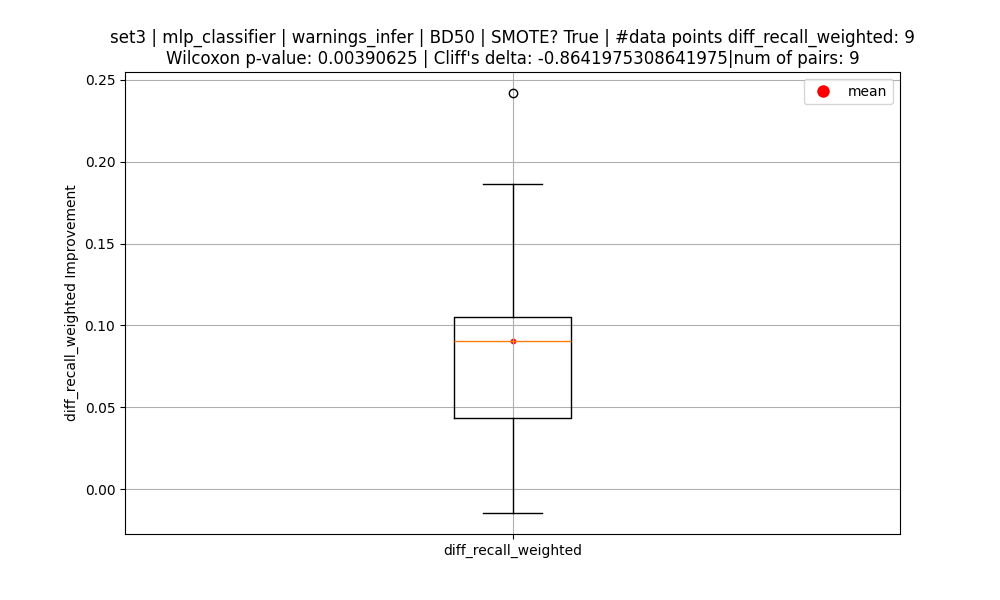 set3 | mlp_classifier | warnings_infer | BD50 | SMOTE? True | #data points diff_recall_weighted: 9
Wilcoxon p-value: 0.00390625 | Cliff's delta: -0.8641975308641975|num of pairs: 9
mean
0.25
0.20
0.15
0.10
0.05
0.00
diff_recall_weighted Improvement
diff_recall_weighted